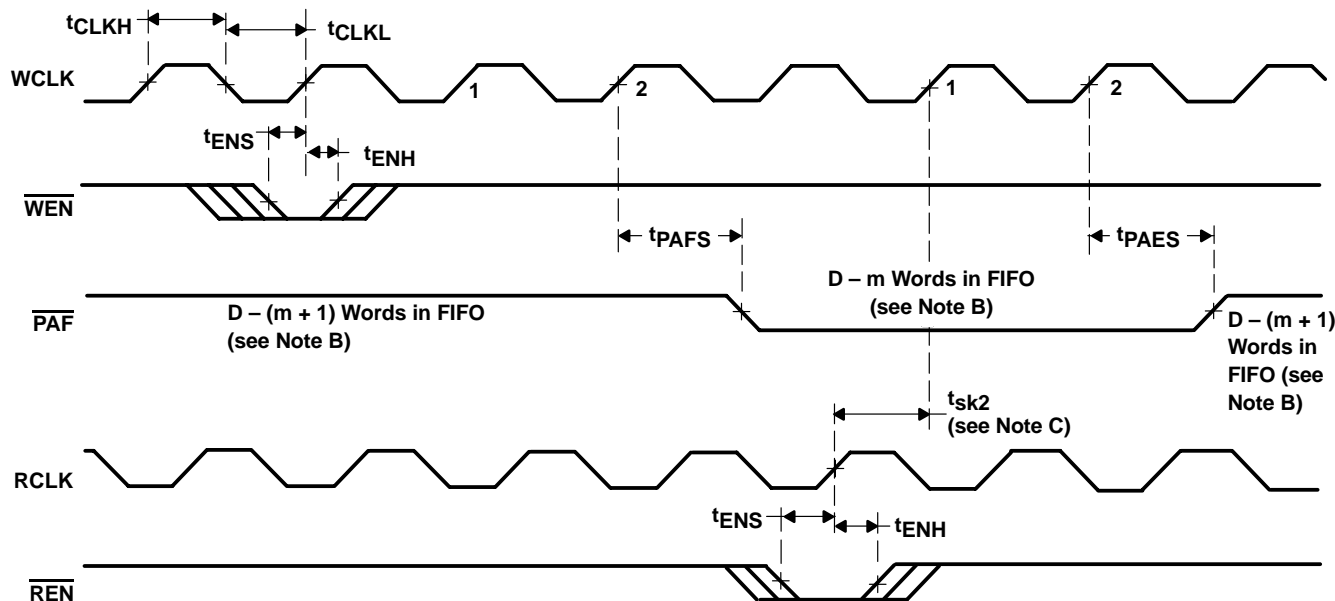 tCLKH
tCLKL
WCLK
1
2
1
2
tENS
tENH
WEN
tPAFS
tPAES
D – m Words in FIFO
(see Note B)
PAF
D – (m + 1) Words in FIFO
(see Note B)
D – (m + 1)
Words in
FIFO (see
Note B)
tsk2
(see Note C)
RCLK
tENS
tENH
REN